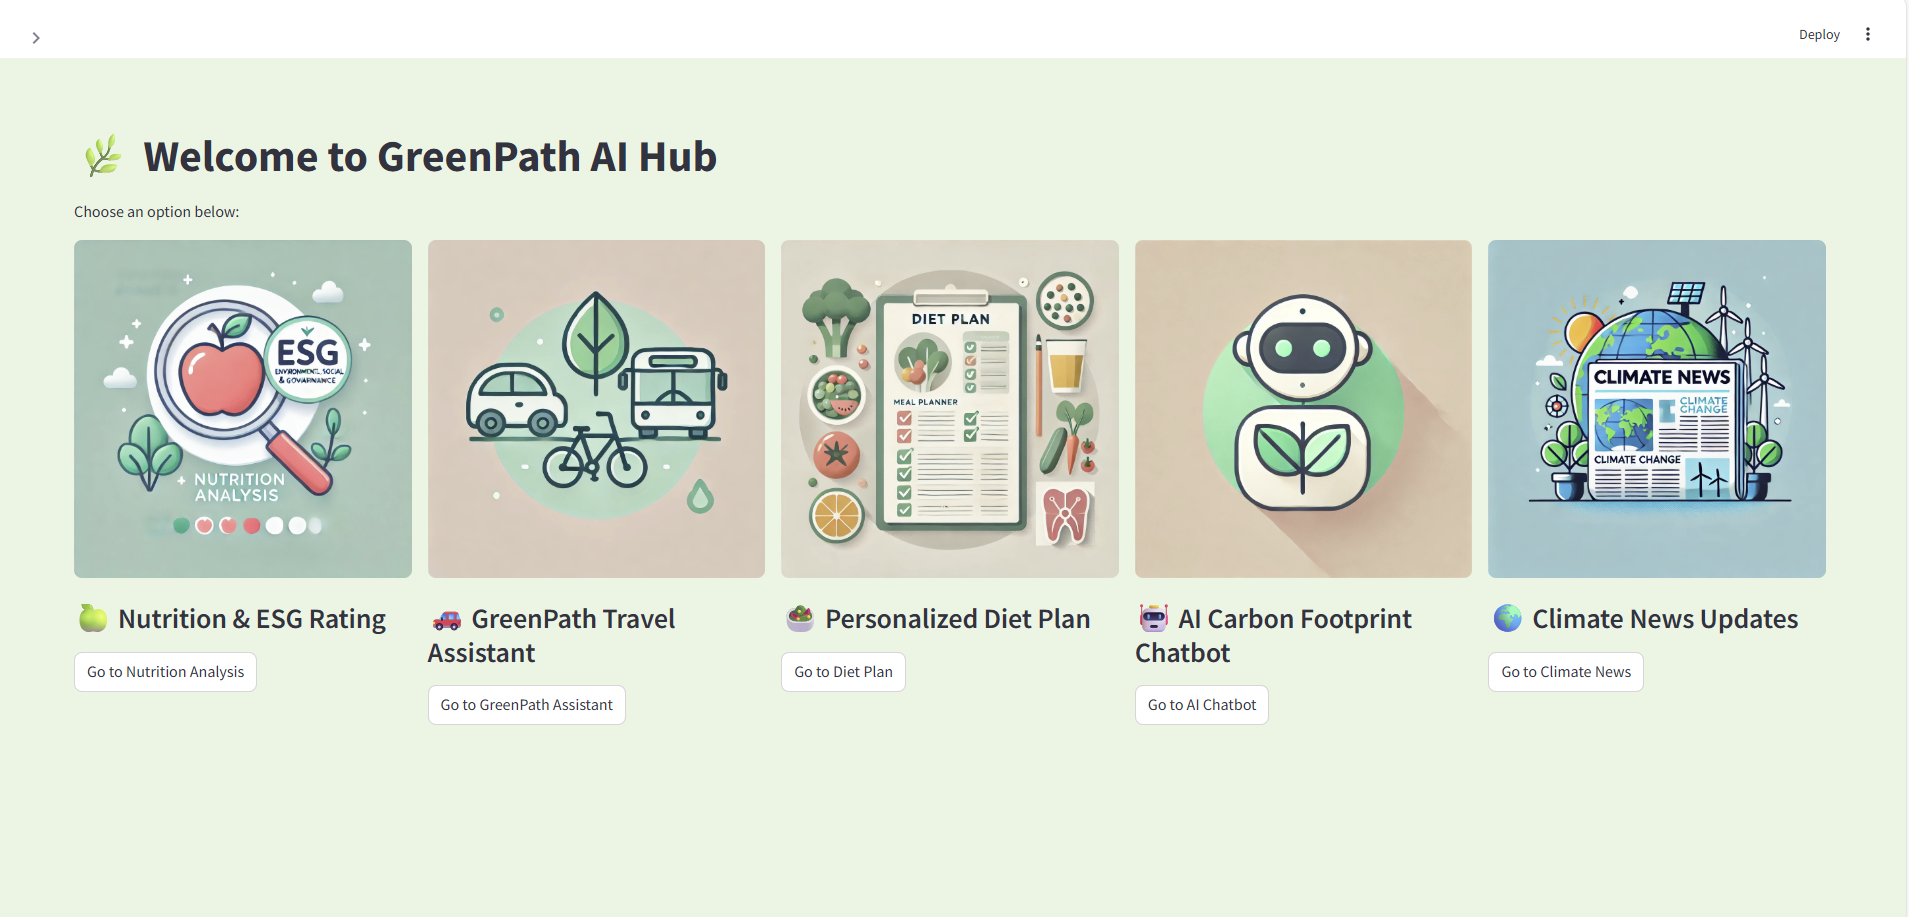 Deploy
Welcome to GreenPath AI Hub
Choose an option below:
ESG
& GOVAPINANCE
NUTRITION
ANALYSIS
DIET PLAN
MEAL PLANNER
CLIMATE NEWS
CLIMATE
CHANGE
CLIMATE CHANGE
Nutrition & ESG Rating
Go to Nutrition Analysis
GreenPath Travel
Assistant
Go to GreenPath Assistant
Personalized Diet Plan
Go to Diet Plan
AI Carbon Footprint
Chatbot
Go to AI Chatbot
Climate News Updates
Go to Climate News